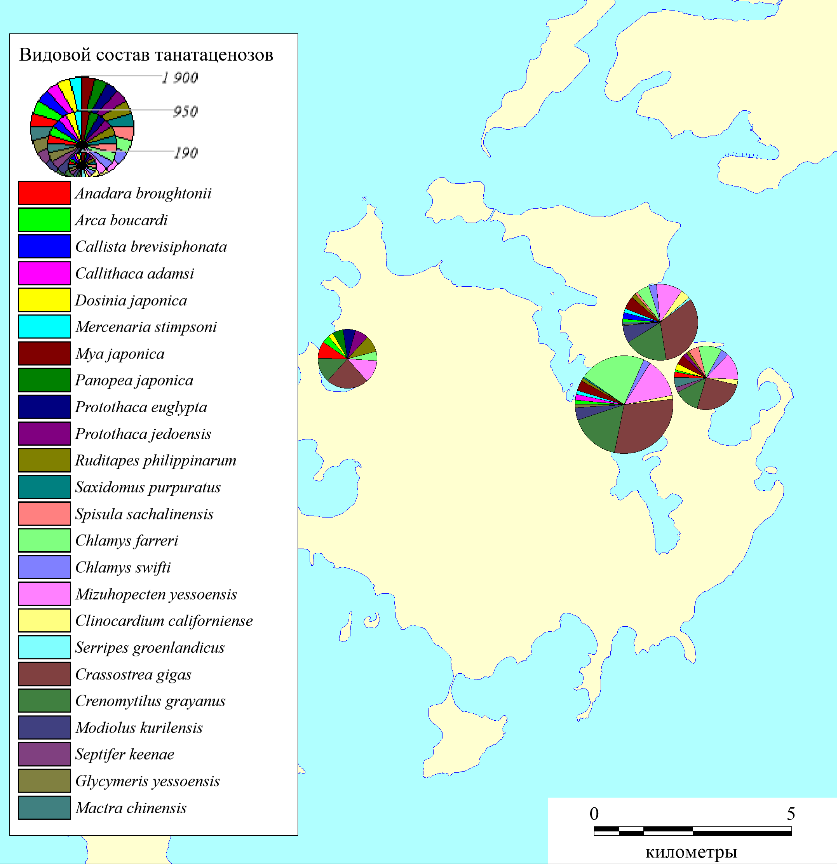 Видовой состав танатаценозов
1 900
950
190
Anadara broughtonii
Arca boucardi
Callista brevisiphonata
Callithaca adamsi
Dosinia japonica
Mercenaria stimpsoni
Mya japonica
Panopea japonica
Protothaca euglypta
Protothaca jedoensis
Ruditapes philippinarum
Saxidomus purpuratus
Spisula sachalinensis
Chlamys farreri
Chlamys swifti
Mizuhopecten yessoensis
Clinocardium californiense
Serripes groenlandicus
Crassostrea gigas
Crenomytilus grayanus
Modiolus kurilensis
Septifer keenae
Glycymeris yessoensis
Mactra chinensis
0 5
километры